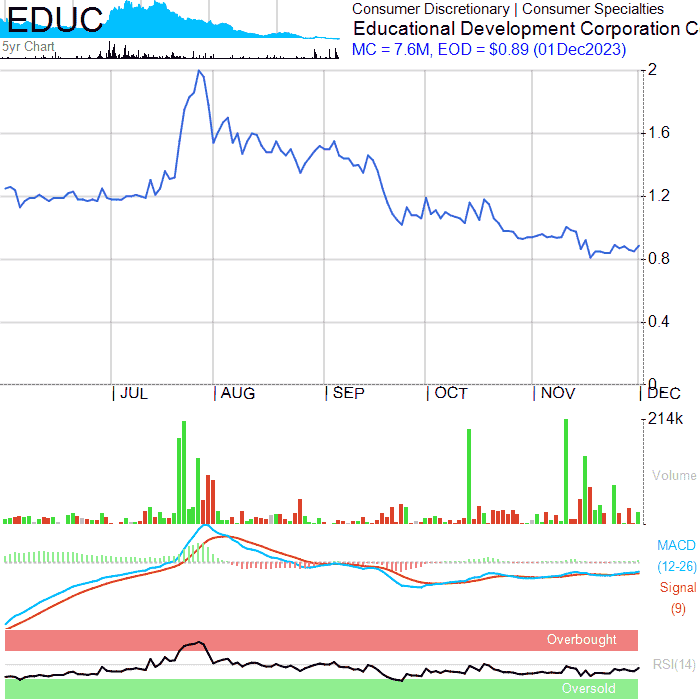 EDUC
5yr Chart
Consumer Discretionary | Consumer Specialties
Educational Development Corporation C
MC = 7.6M, EOD = $0.89 (01Dec2023)
2
1.6
1.2
0.8
0.4
0
JUL AUG SEP OCT NOV DEC
214k
Volume
MACD
(12-26)
Signal
(9)
Overbought
RSI(14)
Oversold